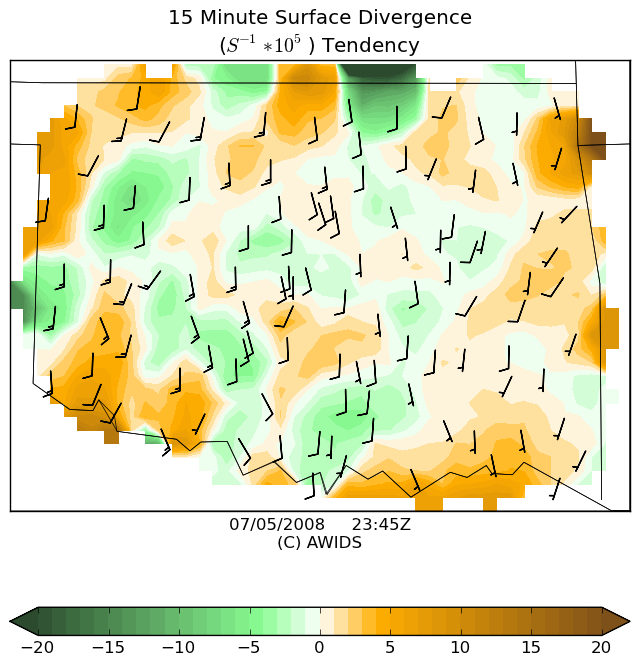 15 Minute Surface Divergence
(S⁻¹ * 10⁵ ) Tendency
07/05/2008 23:45Z
(C) AWIDS
−20 −15 −10 −5 0 5 10 15 20